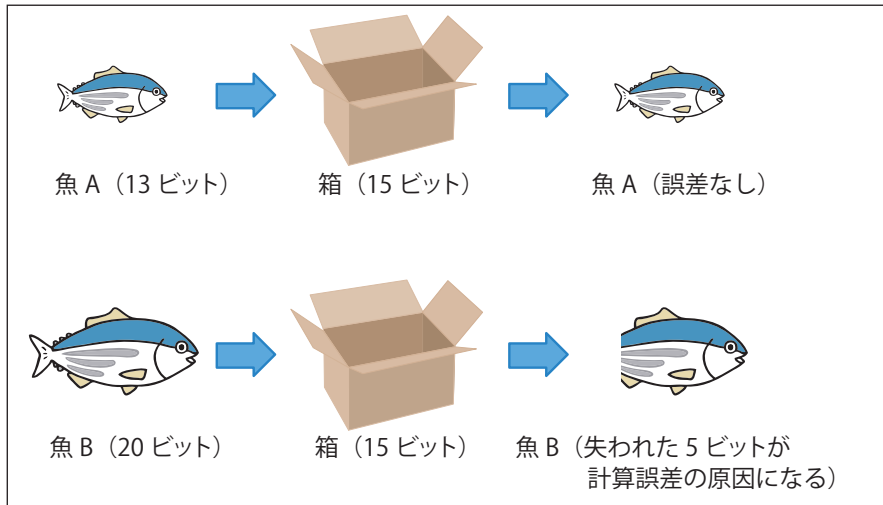 魚 A（13 ビット）
箱（15 ビット）
魚 A（誤差なし）
魚 B（20 ビット）
箱（15 ビット）
魚 B（失われた 5 ビットが
計算誤差の原因になる）